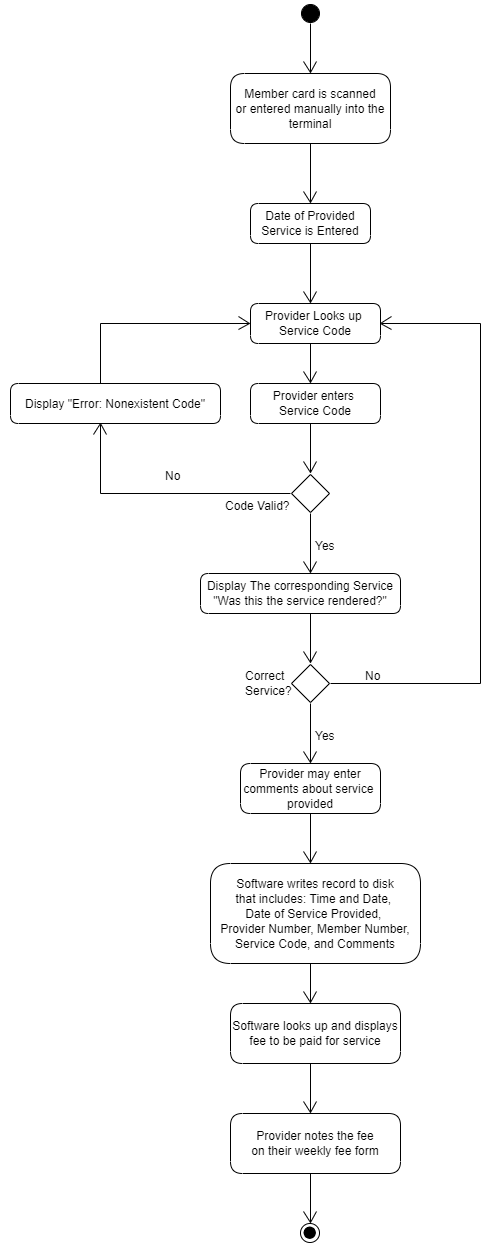 Member card is scanned
or entered manually into the
terminal
Date of Provided
Service is Entered
Provider Looks up
Service Code
Display "Error: Nonexistent Code"
Provider enters
Service Code
No
Code Valid?
Yes
Display The corresponding Service
"Was this the service rendered?"
Correct
Service?
No
Yes
Provider may enter
comments about service
provided
Software writes record to disk
that includes: Time and Date,
Date of Service Provided,
Provider Number, Member Number,
Service Code, and Comments
Software looks up and displays
fee to be paid for service
Provider notes the fee
on their weekly fee form